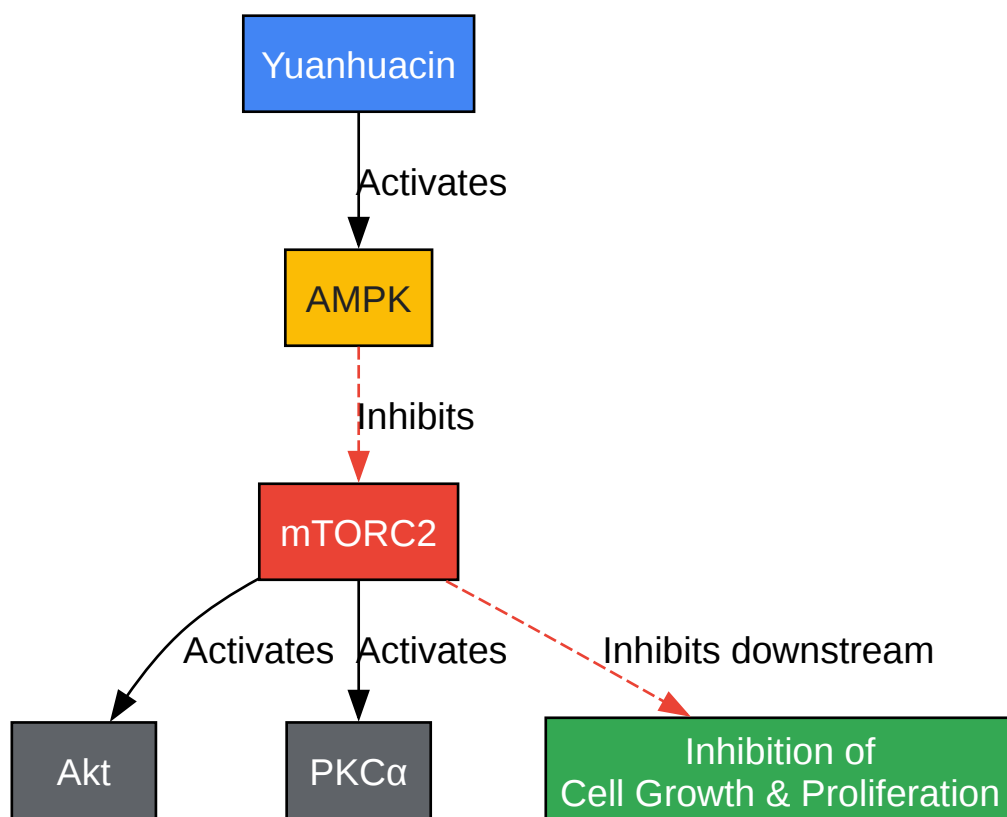 Yuanhuacin
Activates
AMPK
Inhibits
mTORC2
Activates
Activates
Inhibits downstream
Akt
PKCα
Inhibition of
Cell Growth & Proliferation